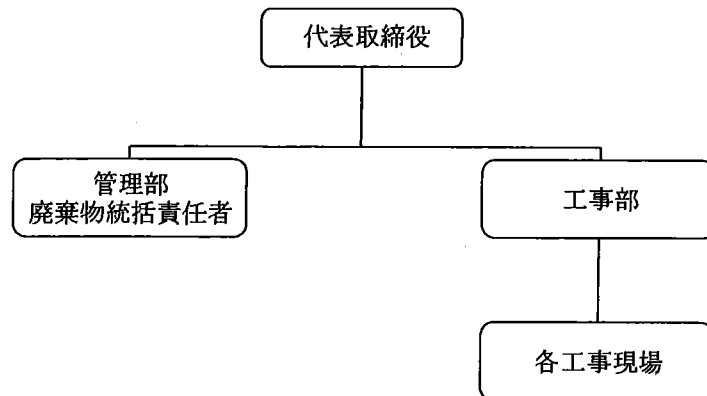 代表取締役
管理部
廃棄物統括責任者
工事部
各工事現場